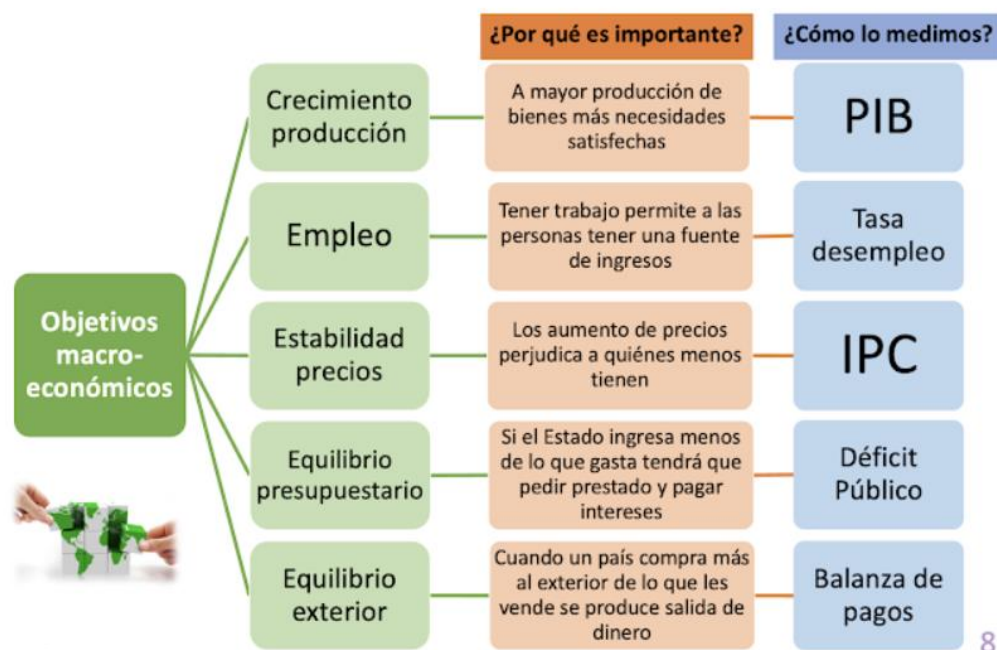 ¿Por qué es importante?
¿Cómo lo medimos?
Objetivos
macro-
económicos
Crecimiento
producción
A mayor producción de
bienes más necesidades
satisfechas
PIB
Empleo
Tener trabajo permite a las
personas tener una fuente
de ingresos
Tasa
desempleo
Estabilidad
precios
Los aumento de precios
perjudica a quiénes menos
tienen
IPC
Equilibrio
presupuestario
Si el Estado ingresa menos
de lo que gasta tendrá que
pedir prestado y pagar
intereses
Déficit
Público
Equilibrio
exterior
Cuando un país compra más
al exterior de lo que les
vende se produce salida de
dinero
Balanza de
pagos
8